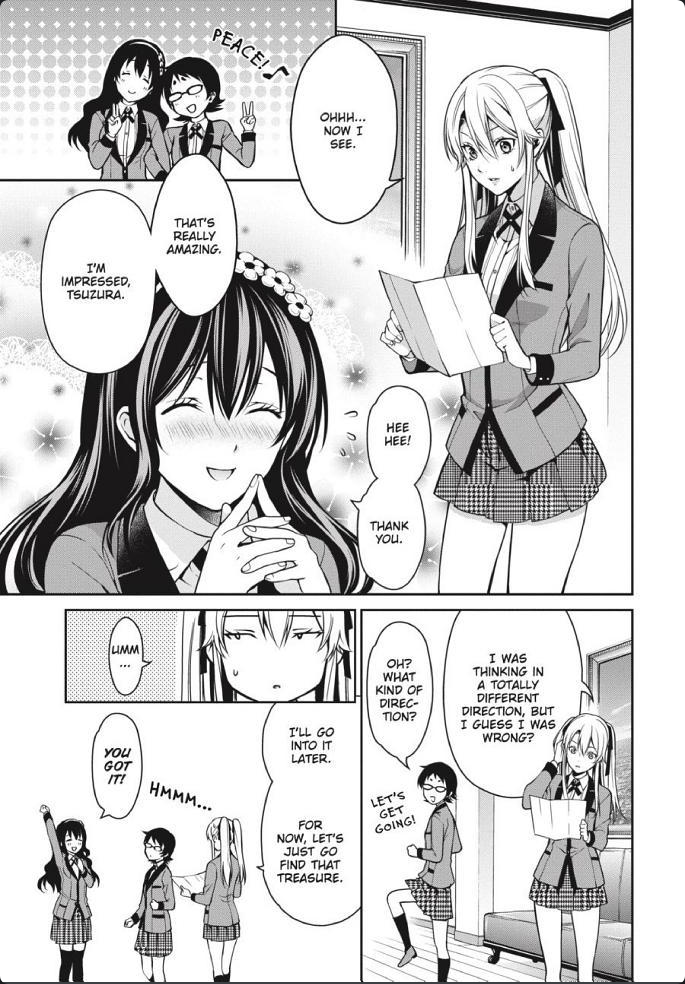 OHHH...
NOW I
SEE.
PEACE!♪
THAT'S
REALLY
AMAZING.
I'M
IMPRESSED,
TSUZURA.
HEE
HEE!
THANK
YOU.
I WAS
THINKING IN
A TOTALLY
DIFFERENT
DIRECTION, BUT
I GUESS I WAS
WRONG?
OH?
WHAT
KIND OF
DIREC-
TION?
LET'S
GET
GOING!
UMM
...
I'LL GO
INTO IT
LATER.
FOR
NOW, LET'S
JUST GO
FIND THAT
TREASURE.
HMMM...
YOU
GOT
IT!